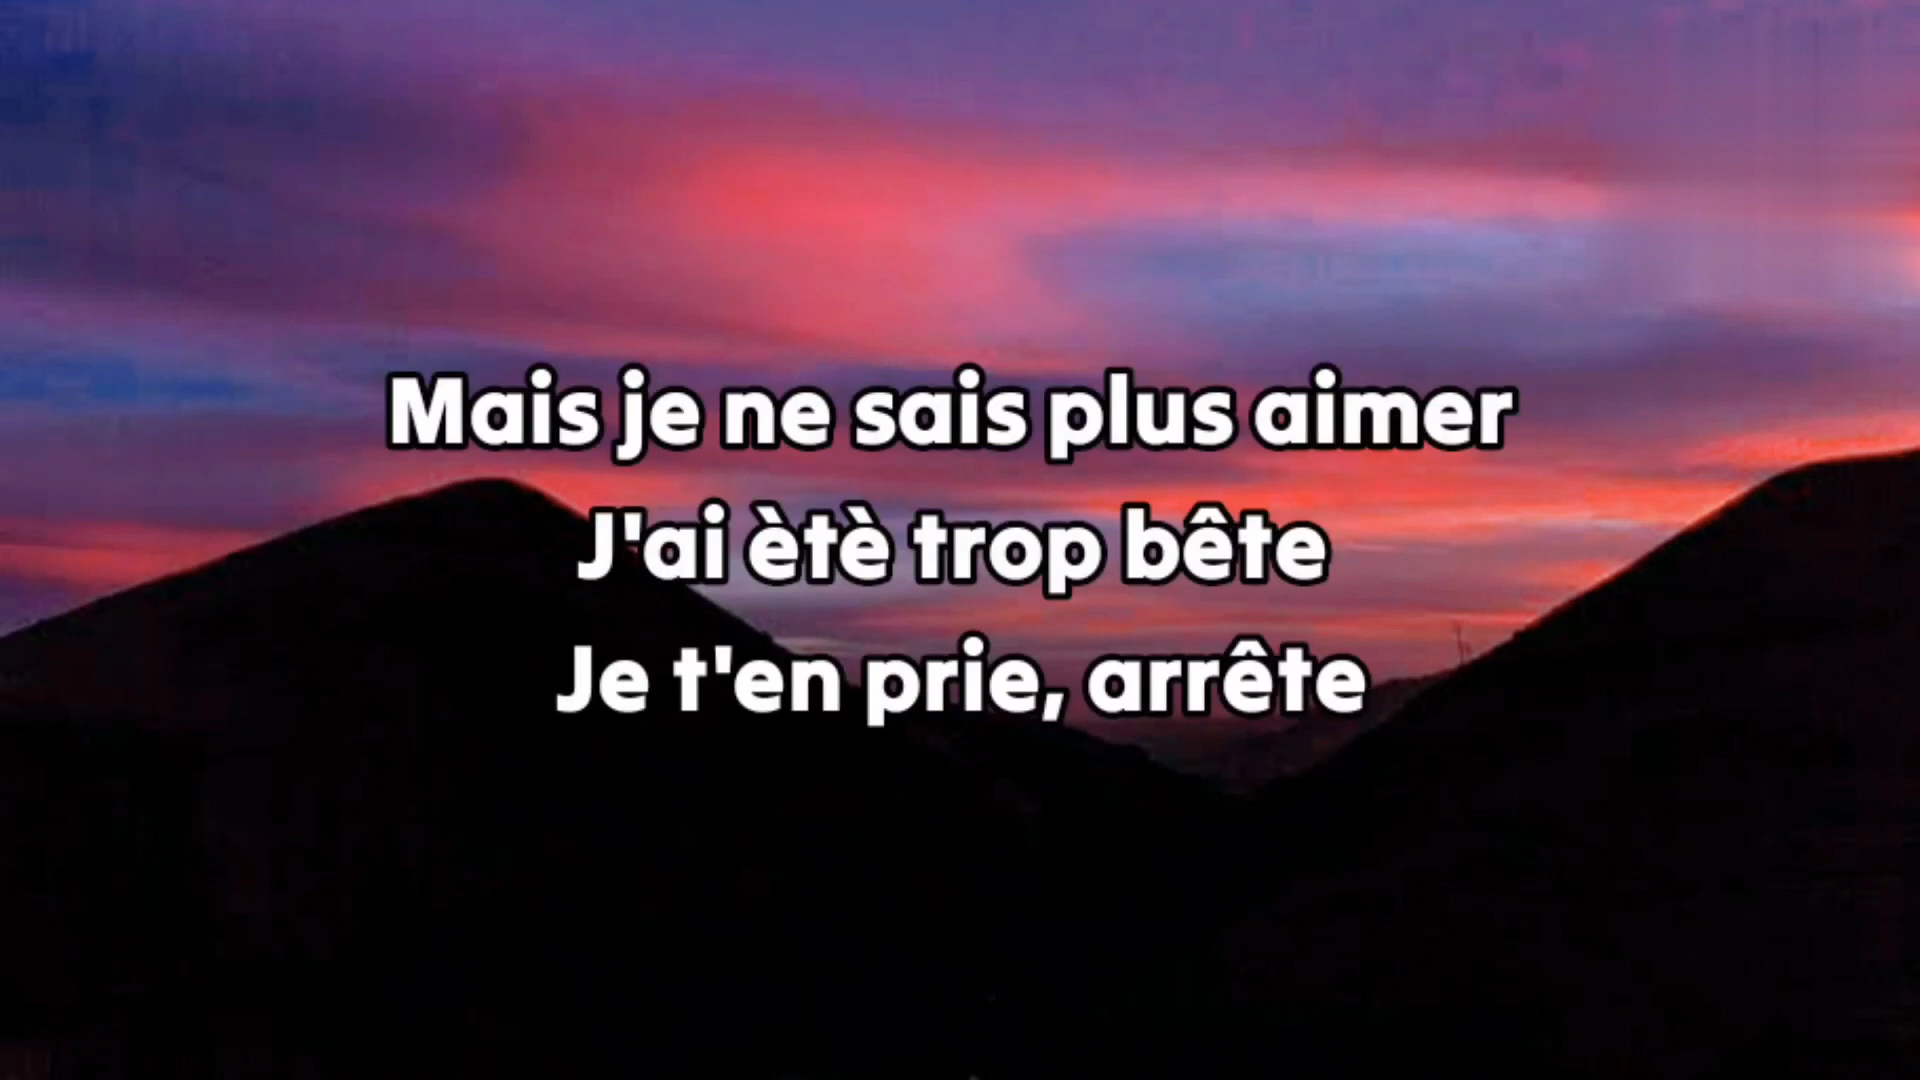 Mais je ne sais plus aimer
J'ai ètè trop bête
Je t'en prie, arrête